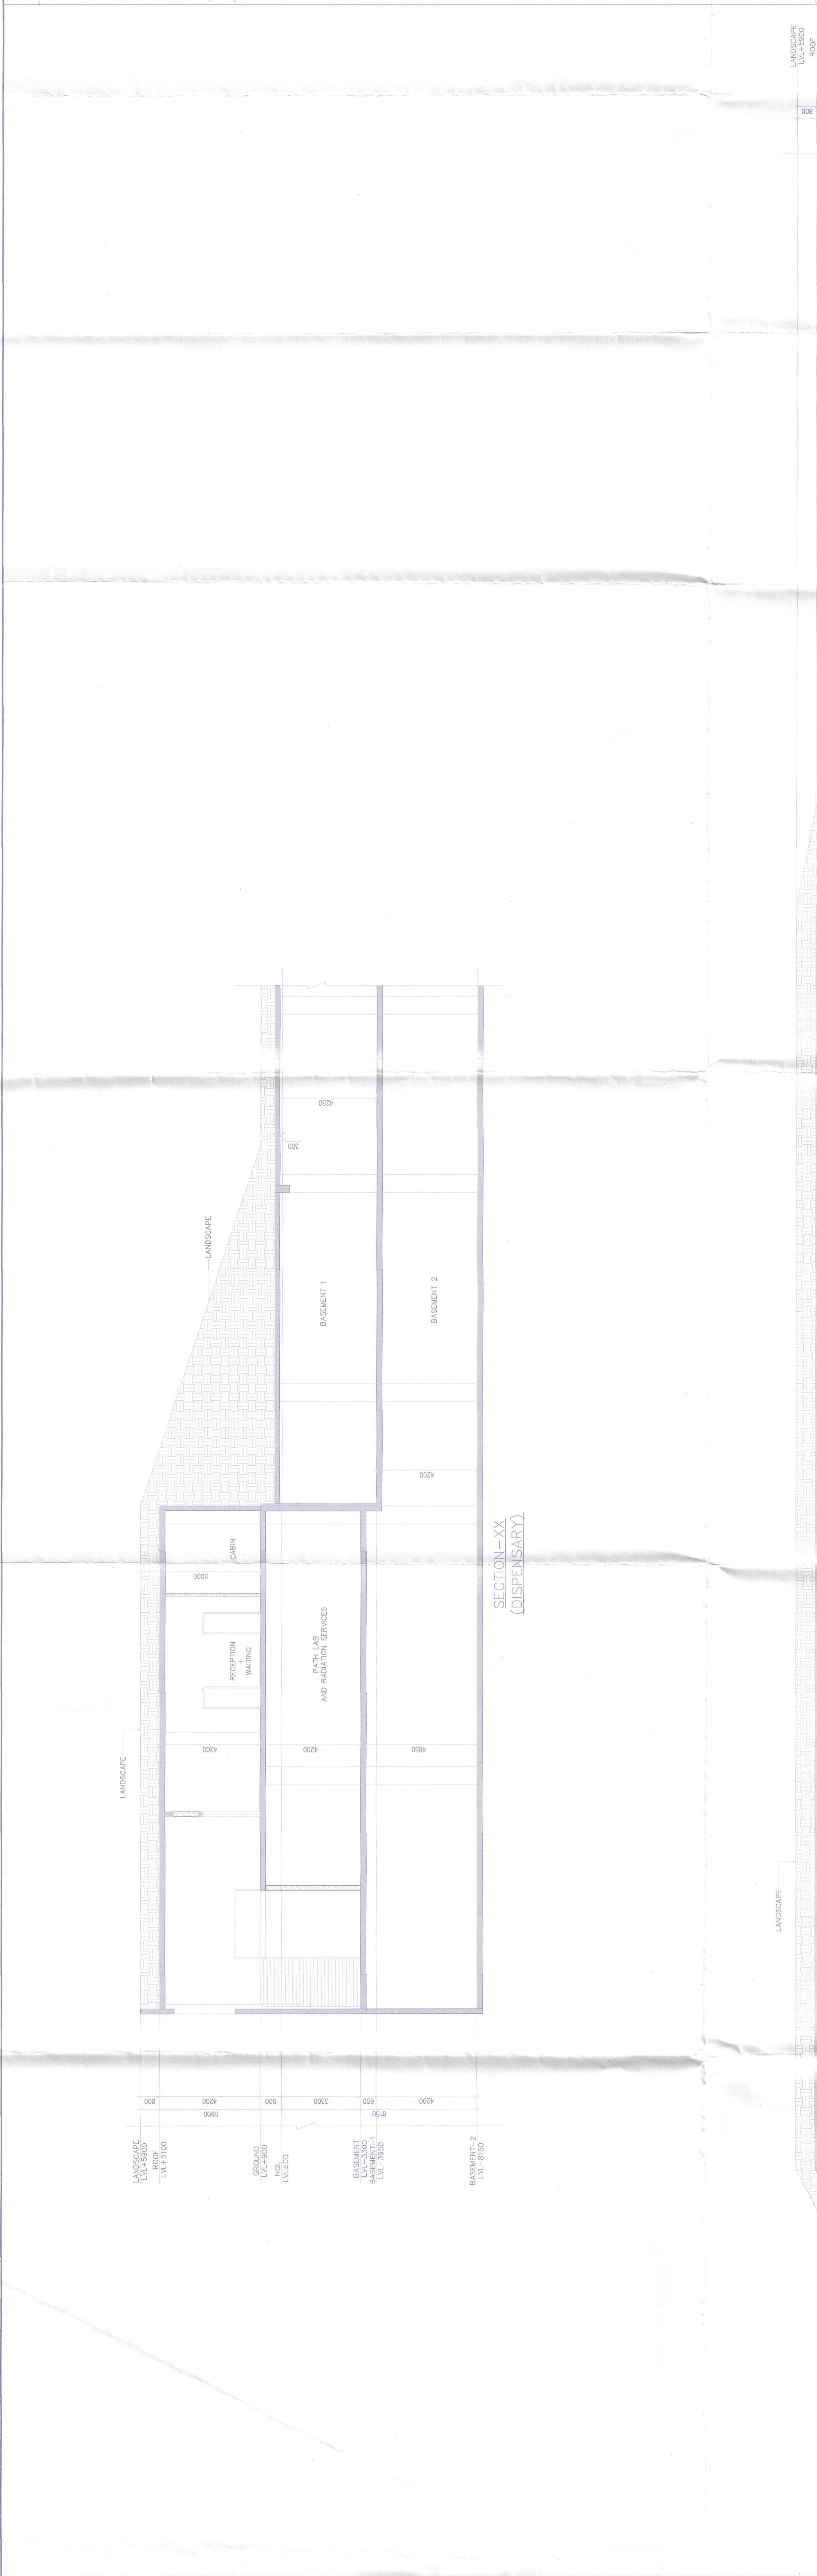 LANDSCAPE
LVL+5900
ROOF
LVL+5100
GROUND
LVL+900
NGL
LVL±00
BASEMENT
LVL-3300
BASEMENT-1
LVL-3950
BASEMENT-2
LVL-8150
800
4200
900
3300
650
4200
5900
8150
LANDSCAPE
4200
4200
4650
RECEPTION
+
WAITING
PATH LAB
AND RADIATION SERVICES
CABIN
5000
4200
LANDSCAPE
BASEMENT 1
BASEMENT 2
300
4250
SECTION-XX
(DISPENSARY)
LANDSCAPE
LANDSCAPE
LVL+5900
ROOF
800